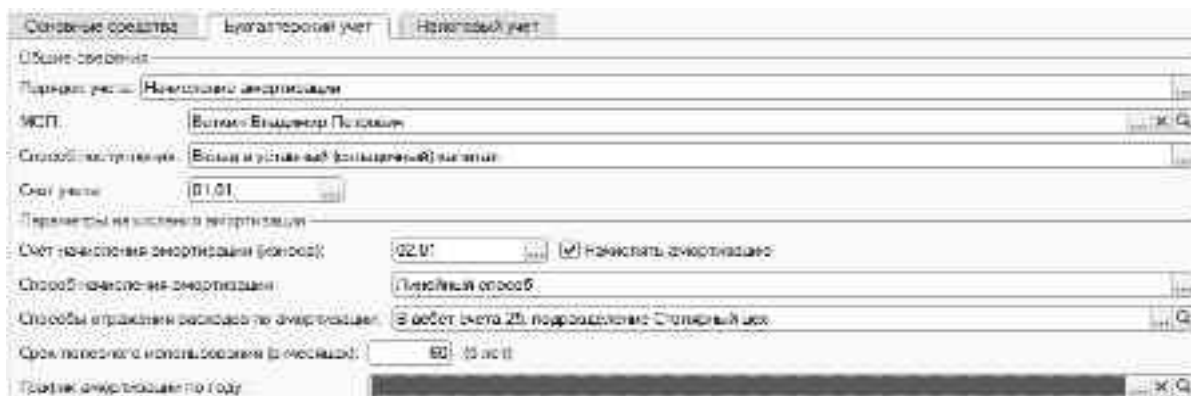 Основные средства Бухгалтерский учет Налоговый учет
Общие сведения
Порядок учета: Начисление амортизации
МОЛ: Владимир Петрович
Способ поступления: Вклад в уставный (складочный) капитал
Счет учета: 01.01
Параметры начисления амортизации
Счет начисления амортизации (износа): 02.01 Начислять амортизацию
Способ начисления амортизации: Линейный способ
Способы отражения расходов по амортизации: В дебет счета 25, подразделение Столярный цех
Срок полезного использования (в месяцах): 60 (5 лет)
График амортизации по году